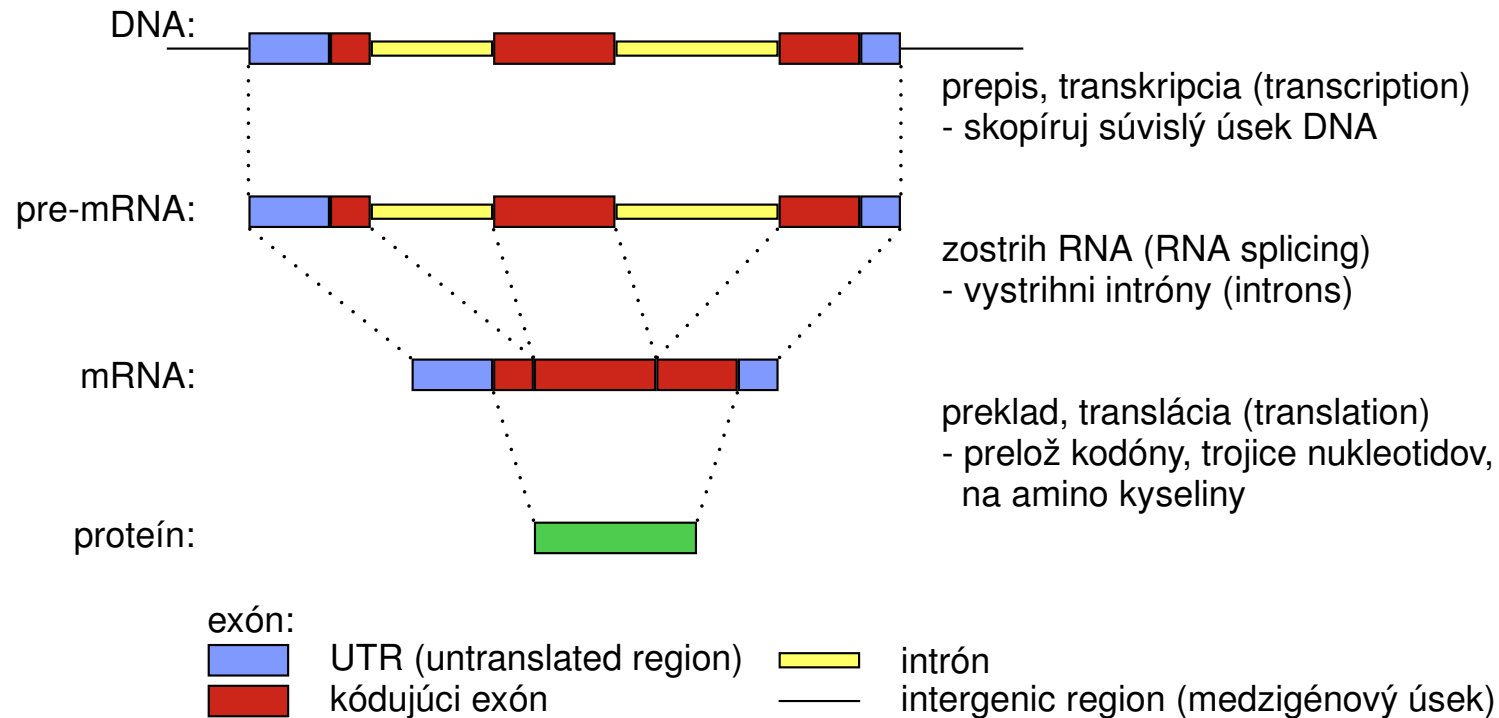 DNA:
prepis, transkripcia (transcription)
- skopíruj súvislý úsek DNA
pre-mRNA:
zostrih RNA (RNA splicing)
- vystrihni intróny (introns)
mRNA:
preklad, translácia (translation)
- prelož kodóny, trojice nukleotidov,
na amino kyseliny
proteín:
exón:
UTR (untranslated region)
kódujúci exón
intrón
intergenic region (medzigénový úsek)